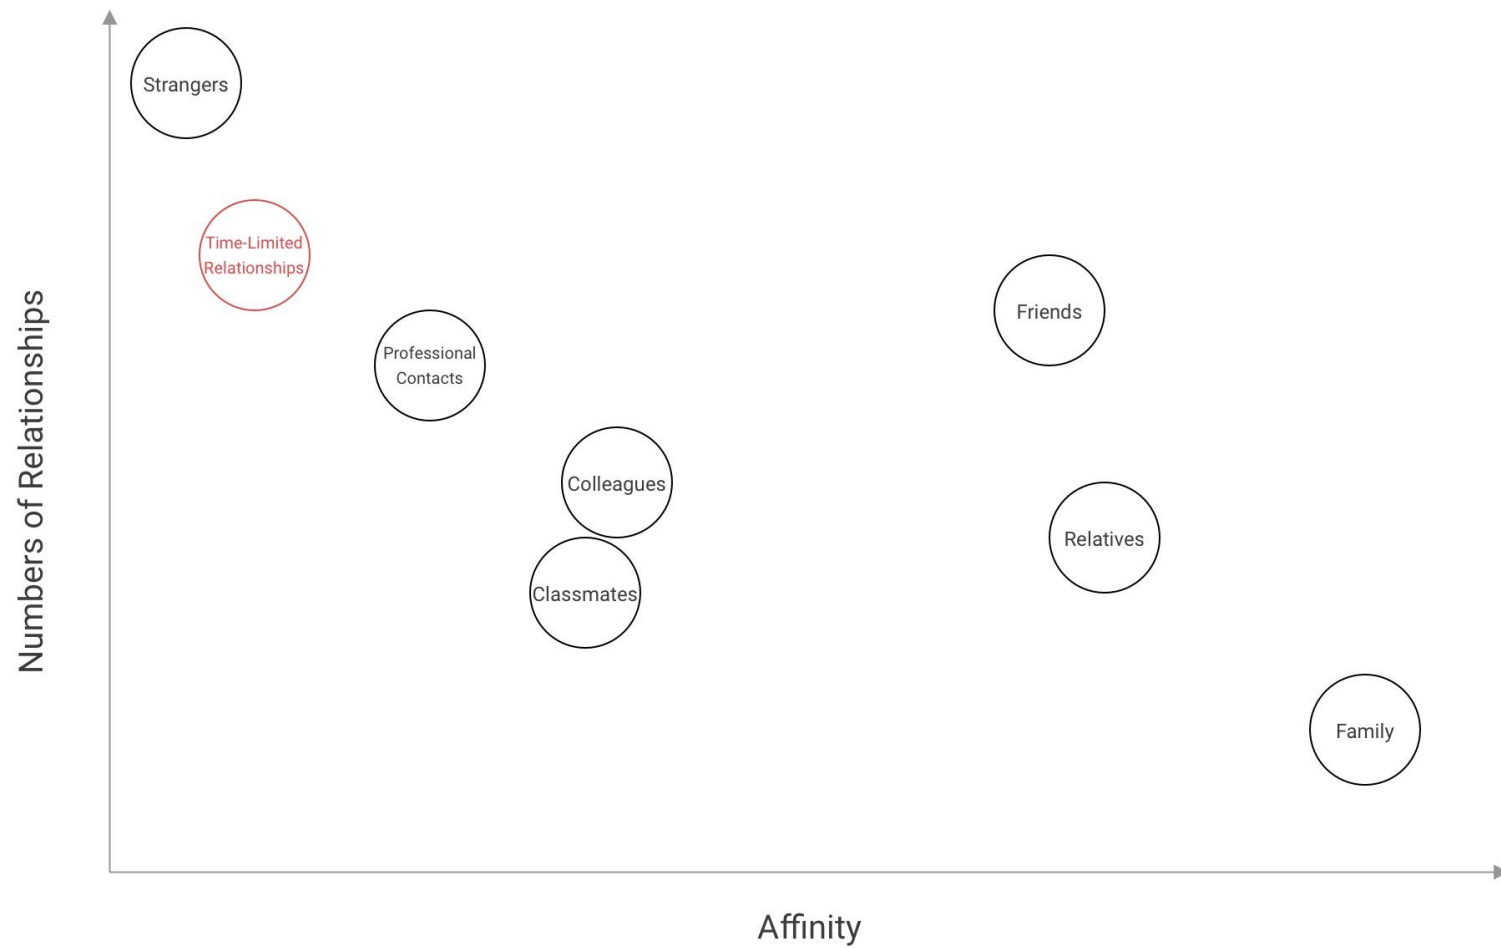 Strangers
Time-Limited
Relationships
Friends
Professional
Contacts
Colleagues
Relatives
Classmates
Family
Numbers of Relationships
Affinity